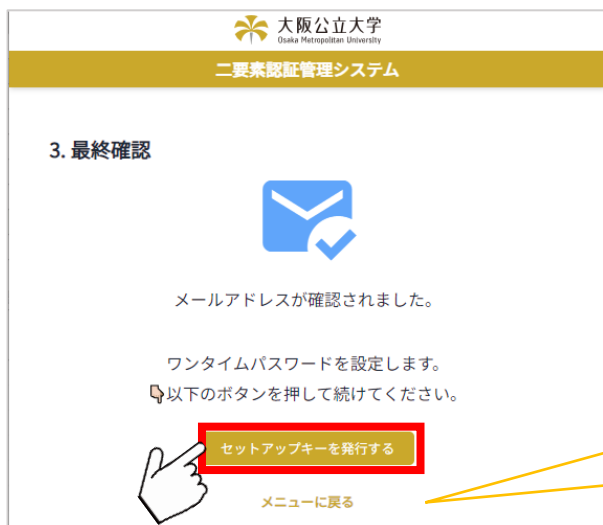 大阪公立大学
Osaka Metropolitan University
二要素認証管理システム
3. 最終確認
メールアドレスが確認されました。
ワンタイムパスワードを設定します。
👇以下のボタンを押して続けてください。
セットアップキーを発行する
メニューに戻る